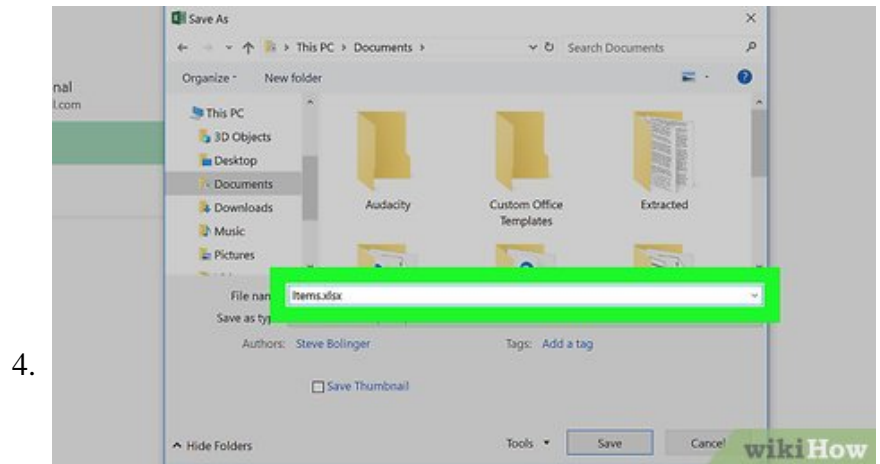 Save As
This PC > Documents >
Search Documents
Organize
New folder
nal
l.com
This PC
3D Objects
Desktop
Documents
Downloads
Music
Pictures
Audacity
Custom Office
Templates
Extracted
File nam
Items.xlsx
Save as typ
Authors: Steve Bolinger
Tags: Add a tag
4.
Save Thumbnail
Hide Folders
Tools
Save
Cancel
wikiHow